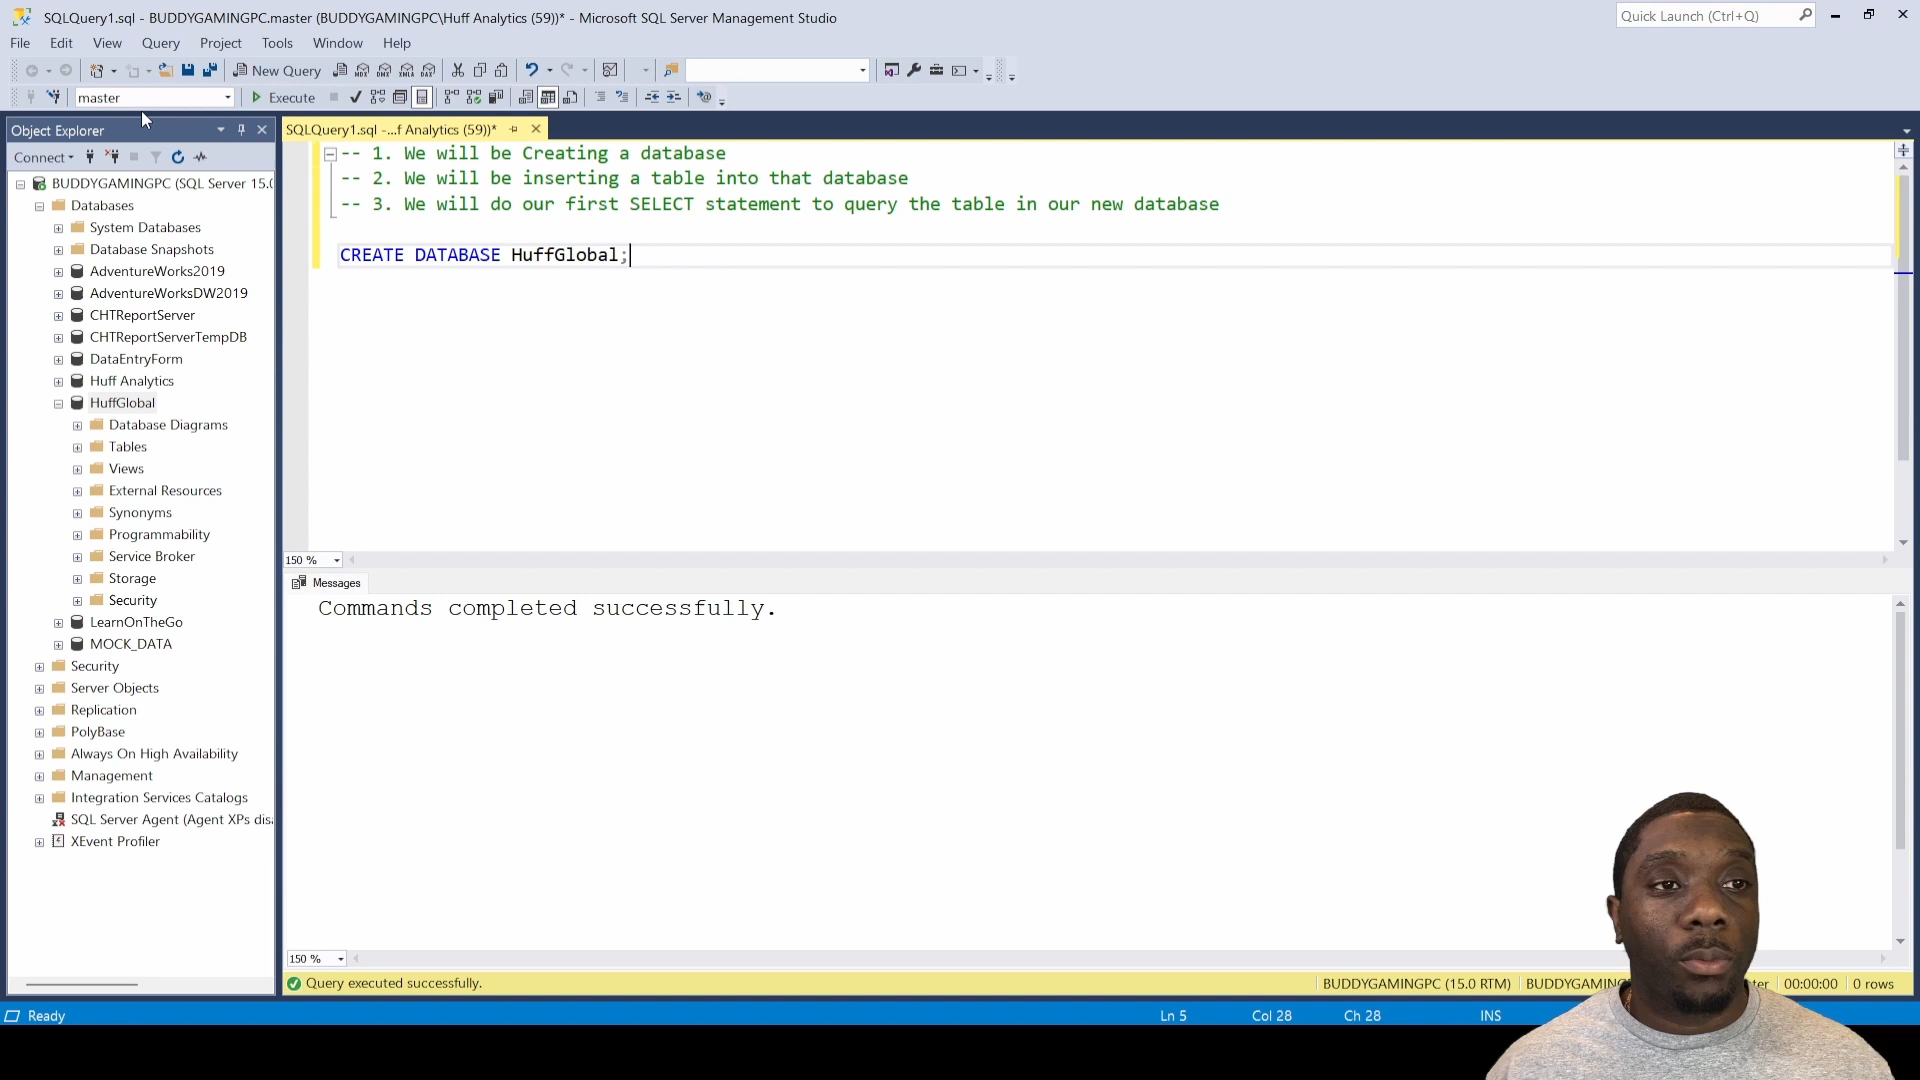 SQLQuery1.sql - BUDDYGAMINGPC.master (BUDDYGAMINGPC\Huff Analytics (59))* - Microsoft SQL Server Management Studio
Quick Launch (Ctrl+Q)
File Edit View Query Project Tools Window Help
New Query
MDX DMX XMLA DAX
master
Execute
Object Explorer
SQLQuery1.sql -...f Analytics (59))*
Connect
BUDDYGAMINGPC (SQL Server 15.0
Databases
System Databases
Database Snapshots
AdventureWorks2019
AdventureWorksDW2019
CHTReportServer
CHTReportServerTempDB
DataEntryForm
Huff Analytics
HuffGlobal
Database Diagrams
Tables
Views
External Resources
Synonyms
Programmability
Service Broker
Storage
Security
LearnOnTheGo
MOCK_DATA
Security
Server Objects
Replication
PolyBase
Always On High Availability
Management
Integration Services Catalogs
SQL Server Agent (Agent XPs disa
XEvent Profiler
-- 1. We will be Creating a database
-- 2. We will be inserting a table into that database
-- 3. We will do our first SELECT statement to query the table in our new database
CREATE DATABASE HuffGlobal;
150 %
Messages
Commands completed successfully.
150 %
Query executed successfully.
BUDDYGAMINGPC (15.0 RTM)
BUDDYGAMING
ter
00:00:00
0 rows
Ready
Ln 5
Col 28
Ch 28
INS